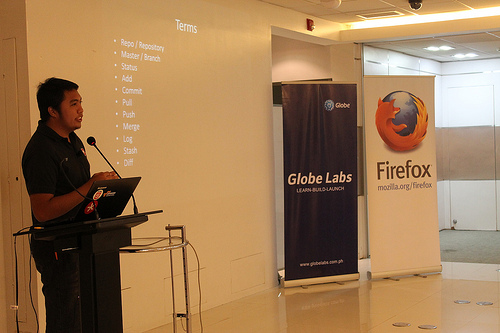 Terms
Repo / Repository
Master / Branch
Status
Add
Commit
Pull
Push
Merge
Log
Stash
Diff
Globe
Globe Labs
LEARN-BUILD-LAUNCH
www.globelabs.com.ph
Firefox
mozilla.org/firefox